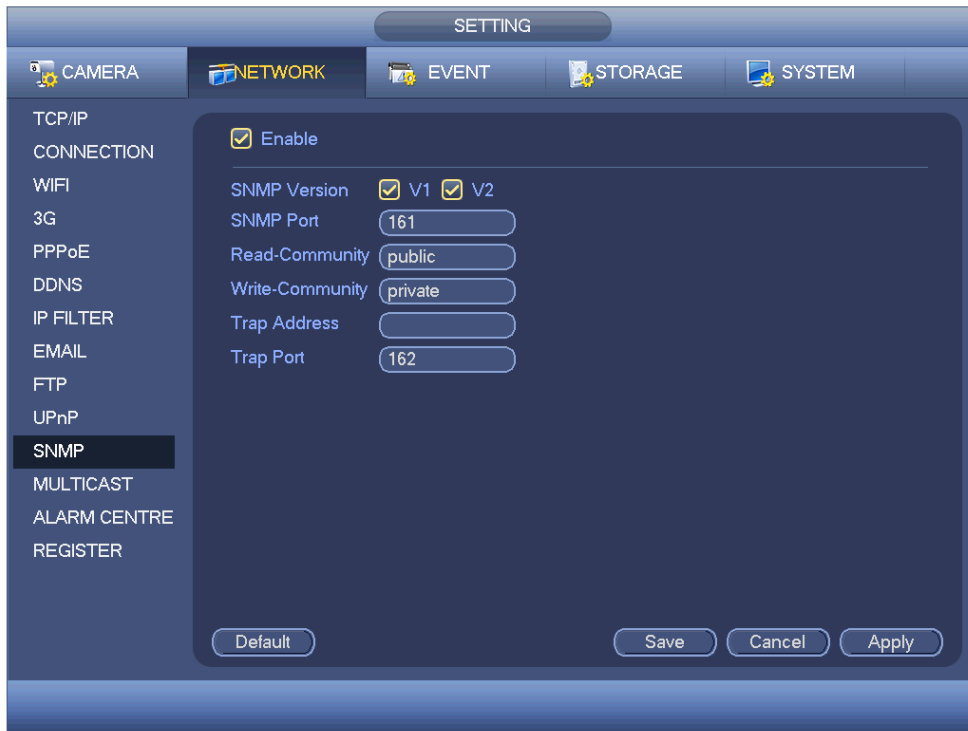 SETTING
CAMERA NETWORK EVENT STORAGE SYSTEM
TCP/IP
CONNECTION
WIFI
3G
PPPoE
DDNS
IP FILTER
EMAIL
FTP
UPnP
SNMP
MULTICAST
ALARM CENTRE
REGISTER
Enable
SNMP Version V1 V2
SNMP Port 161
Read-Community public
Write-Community private
Trap Address
Trap Port 162
Default Save Cancel Apply